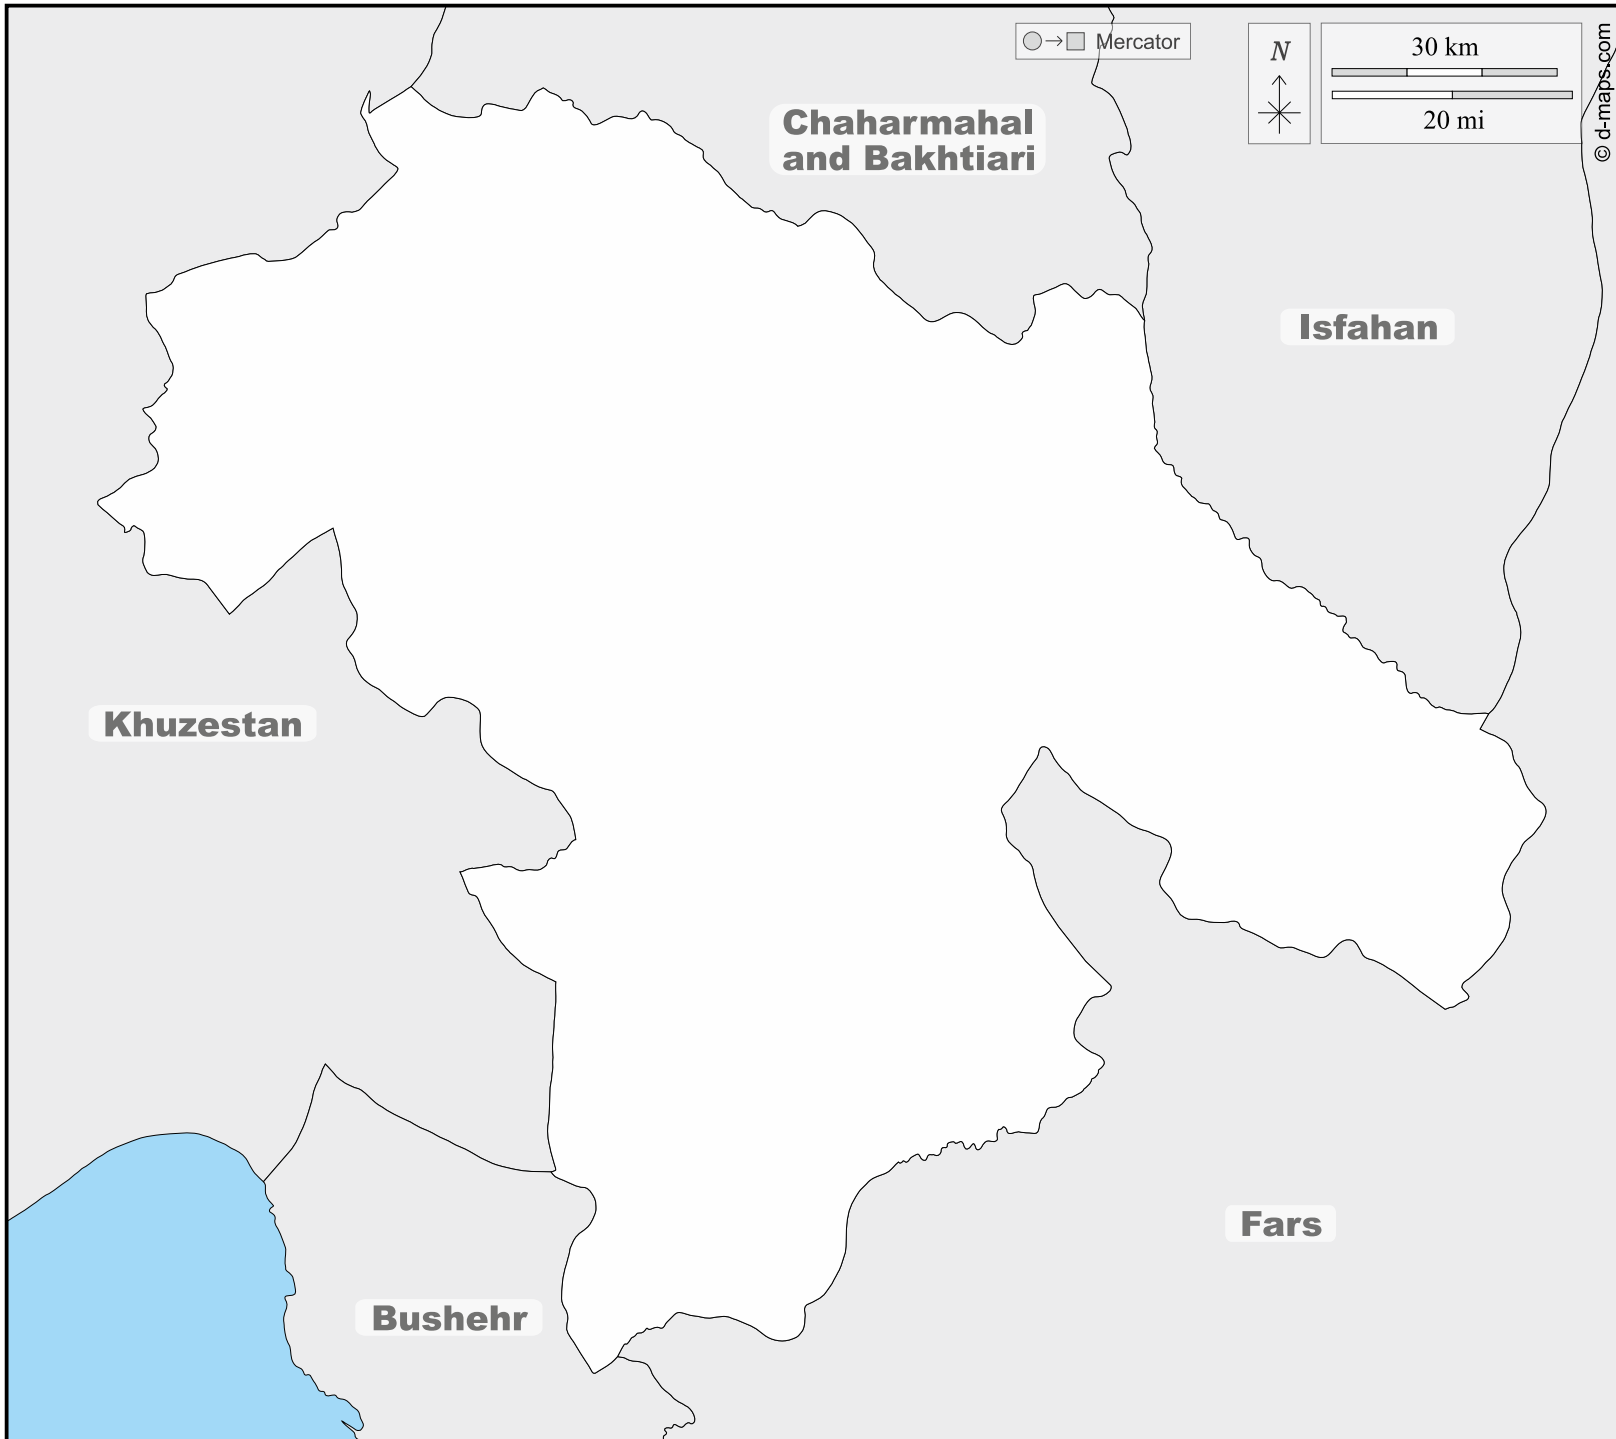 Mercator
N
30 km
20 mi
© d-maps.com
Chaharmahal
and Bakhtiari
Isfahan
Khuzestan
Fars
Bushehr